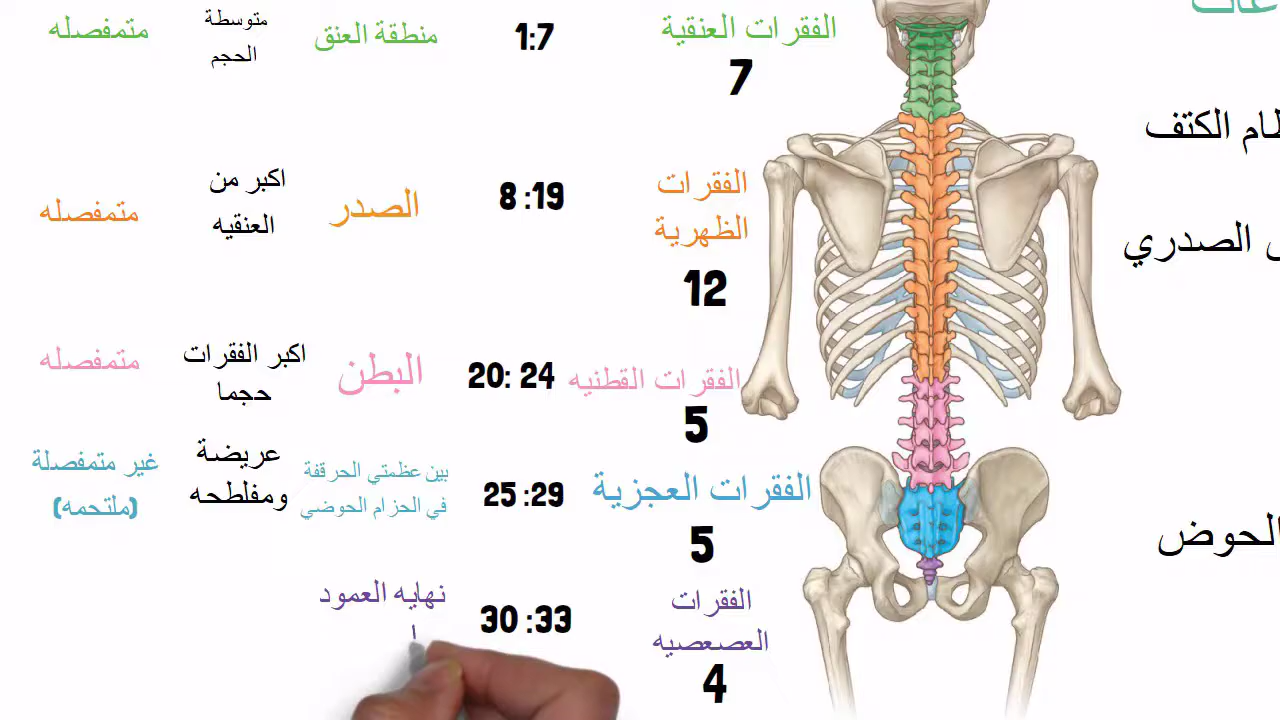 الفقرات العنقية
7
1:7
منطقة العنق
متوسطة
الحجم
متمفصله
ظام الكتف
الفقرات
الظهرية
12
8 :19
الصدر
اكبر من
العنقيه
متمفصله
الصدري
الفقرات القطنيه
5
20: 24
البطن
اكبر الفقرات
حجما
متمفصله
الفقرات العجزية
5
25 :29
بين عظمتي الحرقفة
في الحزام الحوضي
عريضة
ومفلطحه
غير متمفصلة
(ملتحمه)
الحوض
الفقرات
العصعصيه
4
30 :33
نهايه العمود